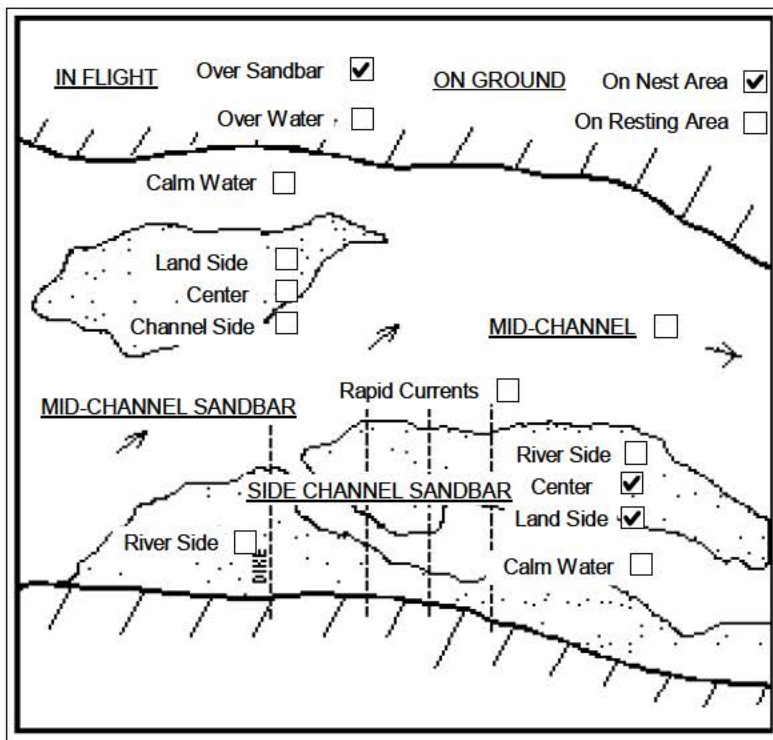 IN FLIGHT Over Sandbar ON GROUND On Nest Area
Over Water On Resting Area
Calm Water
Land Side
Center
Channel Side
MID-CHANNEL
Rapid Currents
MID-CHANNEL SANDBAR
River Side
SIDE CHANNEL SANDBAR Center
Land Side
River Side
DIKE
Calm Water